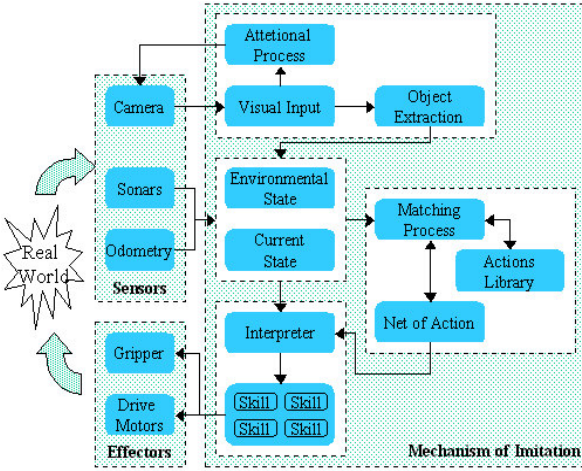 Attetional
Process
Camera
Visual Input
Object
Extraction
Sonars
Environmental
State
Matching
Process
Real
World
Odometry
Current
State
Actions
Library
Sensors
Gripper
Interpreter
Net of Action
Drive
Motors
Skill Skill
Skill Skill
Effectors
Mechanism of Imitation